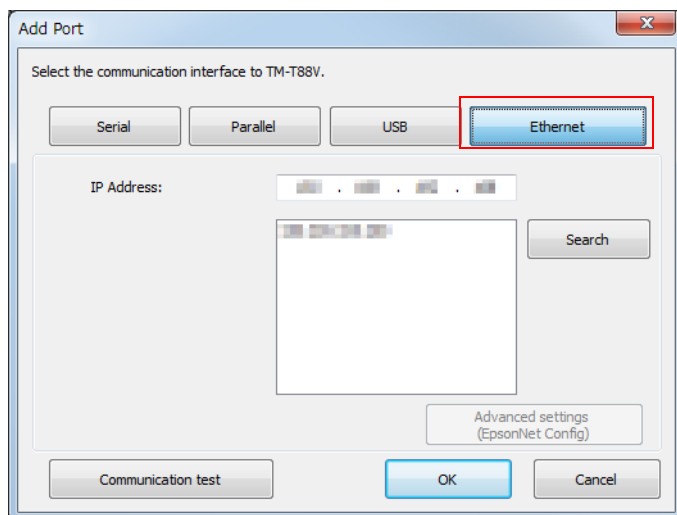 Add Port
Select the communication interface to TM-T88V.
Serial Parallel USB Ethernet
IP Address:
Search
Advanced settings
(EpsonNet Config)
Communication test OK Cancel